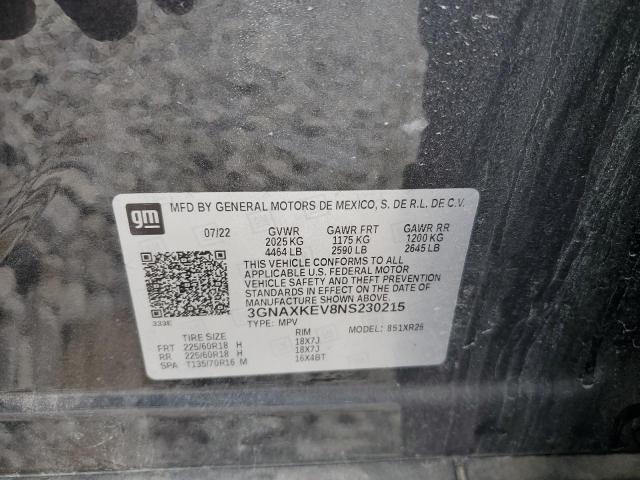 gm MFD BY GENERAL MOTORS DE MEXICO, S. DE R.L. DE C.V.
07/22 GVWR GAWR FRT GAWR RR
2025 KG 1175 KG 1200 KG
4464 LB 2590 LB 2645 LB
THIS VEHICLE CONFORMS TO ALL
APPLICABLE U.S. FEDERAL MOTOR
VEHICLE SAFETY AND THEFT PREVENTION
STANDARDS IN EFFECT ON THE DATE OF
MANUFACTURE SHOWN ABOVE.
3GNAXKEV8NS230215
333E TYPE: MPV MODEL: 851XR26
TIRE SIZE RIM
FRT 225/60R18 H 18X7J
RR 225/60R18 H 18X7J
SPA T135/70R16 M 16X4BT